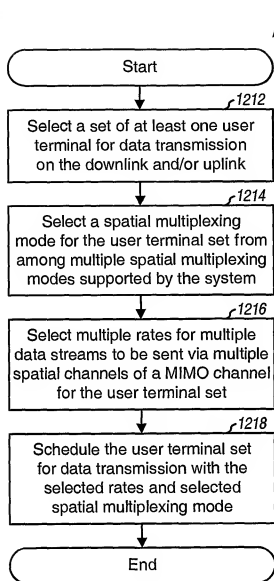 Start
1212
Select a set of at least one user
terminal for data transmission
on the downlink and/or uplink
1214
Select a spatial multiplexing
mode for the user terminal set from
among multiple spatial multiplexing
modes supported by the system
1216
Select multiple rates for multiple
data streams to be sent via multiple
spatial channels of a MIMO channel
for the user terminal set
1218
Schedule the user terminal set
for data transmission with the
selected rates and selected
spatial multiplexing mode
End